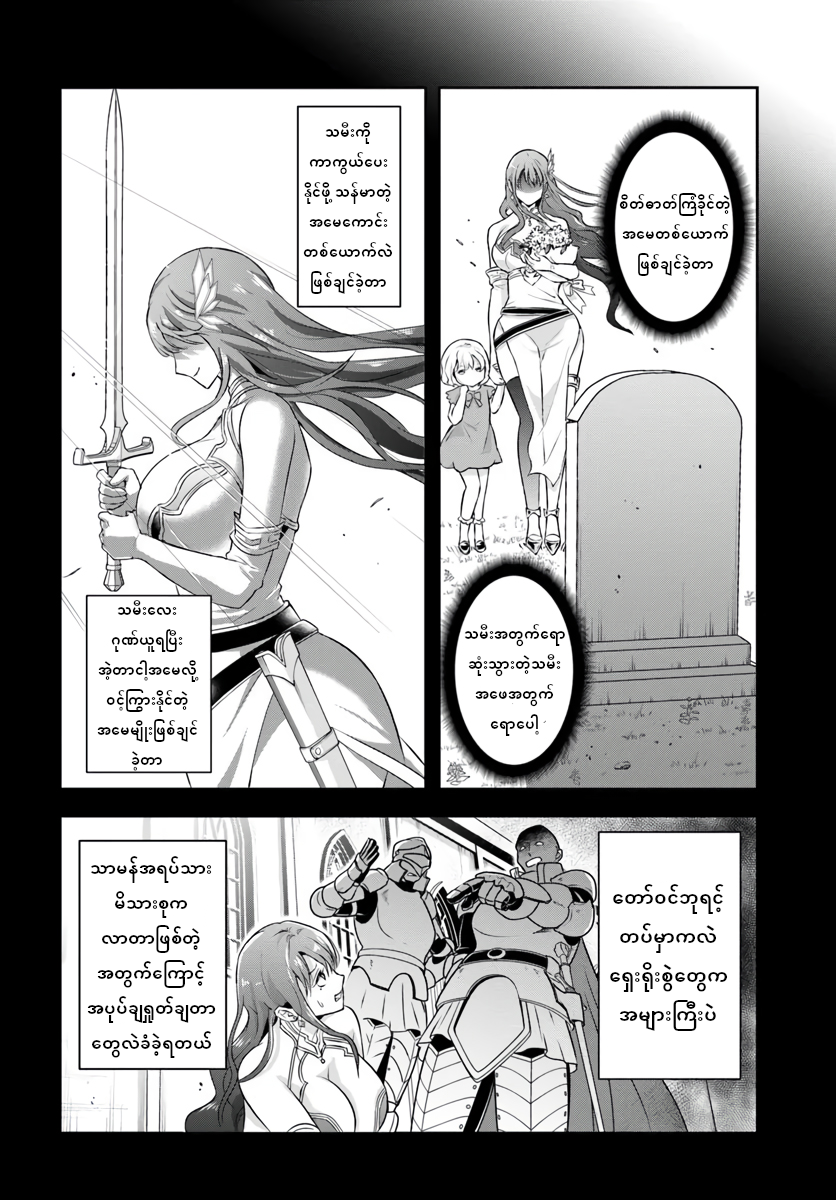 စိတ်ဓာတ်ကြံ့ခိုင်တဲ့
အမေတစ်ယောက်
ဖြစ်ချင်ခဲ့တာ
သမီးအတွက်ရော
ဆုံးသွားတဲ့သမီး
အဖေအတွက်
ရောပေါ့
သမီးကို
ကာကွယ်ပေး
နိုင်ဖို့ သန်မာတဲ့
အမေကောင်း
တစ်ယောက်လဲ
ဖြစ်ချင်ခဲ့တာ
သမီးလေး
ဂုဏ်ယူရပြီး
အဲ့တာငါ့အမေလို့
ဝင့်ကြွားနိုင်တဲ့
အမေမျိုးဖြစ်ချင်
ခဲ့တာ
တော်ဝင်ဘုရင့်
တပ်မှာကလဲ
ရှေးရိုးစွဲတွေက
အများကြီးပဲ
သာမန်အရပ်သား
မိသားစုက
လာတာဖြစ်တဲ့
အတွက်ကြောင့်
အပုပ်ချရှုတ်ချတာ
တွေလဲခံခဲ့ရတယ်